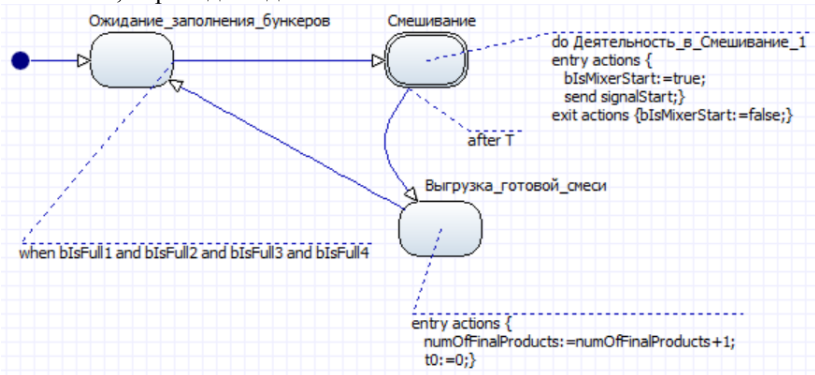 Ожидание_заполнения_бункеров
Смешивание
do Деятельность_в_Смешивание_1
entry actions {
bIsMixerStart:=true;
send signalStart;}
exit actions {bIsMixerStart:=false;}
after T
Выгрузка_готовой_смеси
when bIsFull1 and bIsFull2 and bIsFull3 and bIsFull4
entry actions {
numOfFinalProducts:=numOfFinalProducts+1;
t0:=0;}